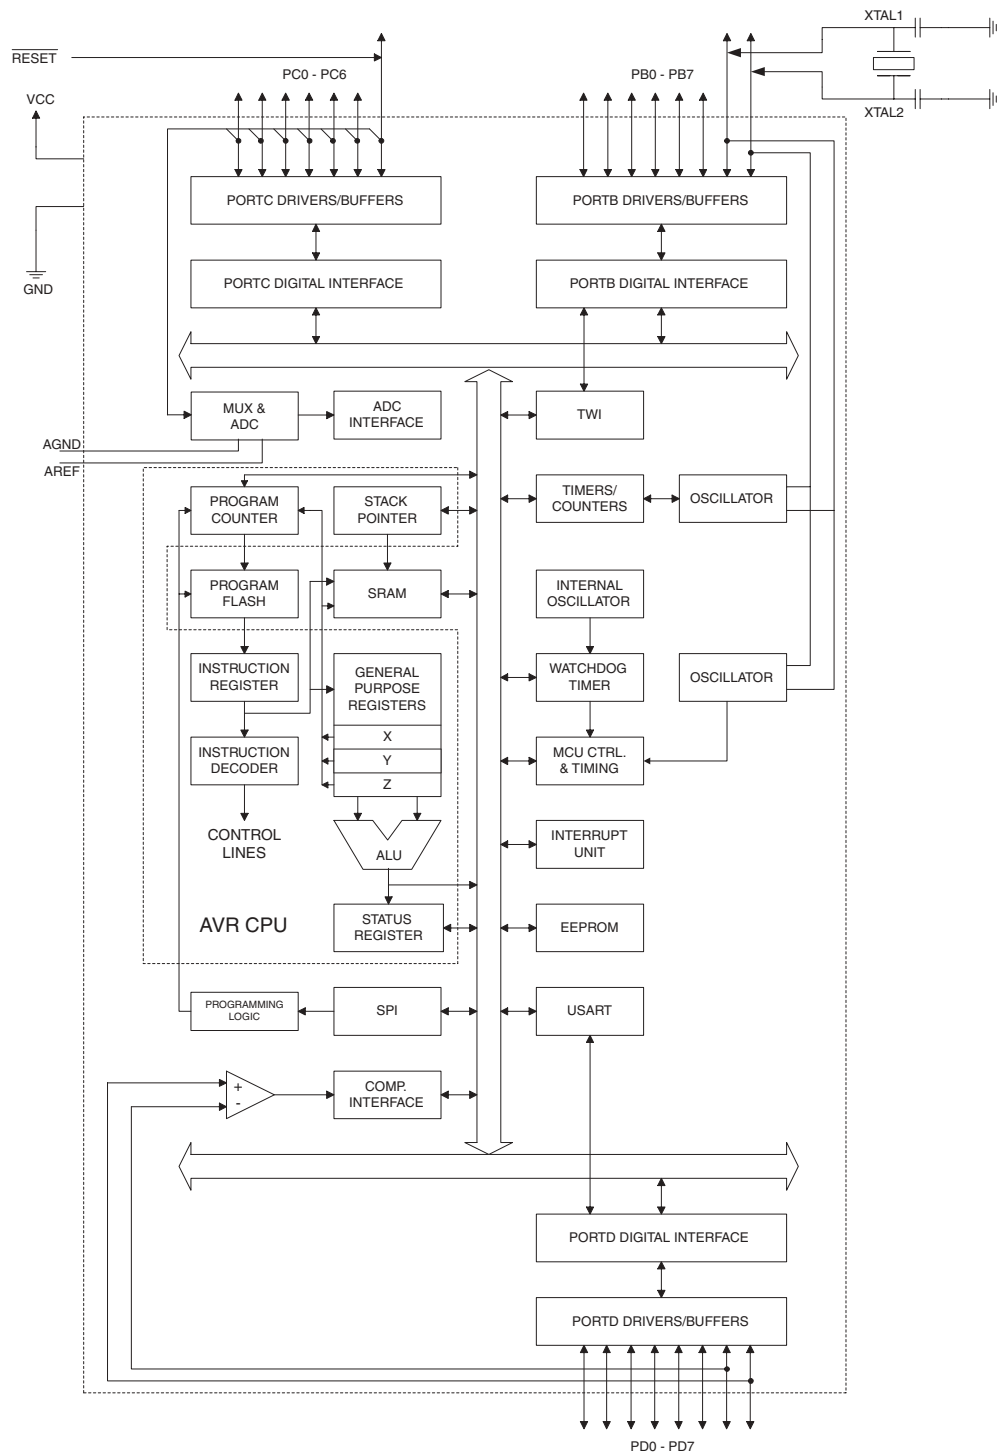 XTAL1
RESET
PC0 - PC6
PB0 - PB7
VCC
XTAL2
PORTC DRIVERS/BUFFERS
PORTB DRIVERS/BUFFERS
GND
PORTC DIGITAL INTERFACE
PORTB DIGITAL INTERFACE
MUX &
ADC
ADC
INTERFACE
TWI
AGND
AREF
PROGRAM
COUNTER
STACK
POINTER
TIMERS/
COUNTERS
OSCILLATOR
PROGRAM
FLASH
SRAM
INTERNAL
OSCILLATOR
INSTRUCTION
REGISTER
GENERAL
PURPOSE
REGISTERS
WATCHDOG
TIMER
OSCILLATOR
X
Y
Z
INSTRUCTION
DECODER
MCU CTRL.
& TIMING
CONTROL
LINES
ALU
INTERRUPT
UNIT
AVR CPU
STATUS
REGISTER
EEPROM
PROGRAMMING
LOGIC
SPI
USART
+
-
COMP.
INTERFACE
PORTD DIGITAL INTERFACE
PORTD DRIVERS/BUFFERS
PD0 - PD7